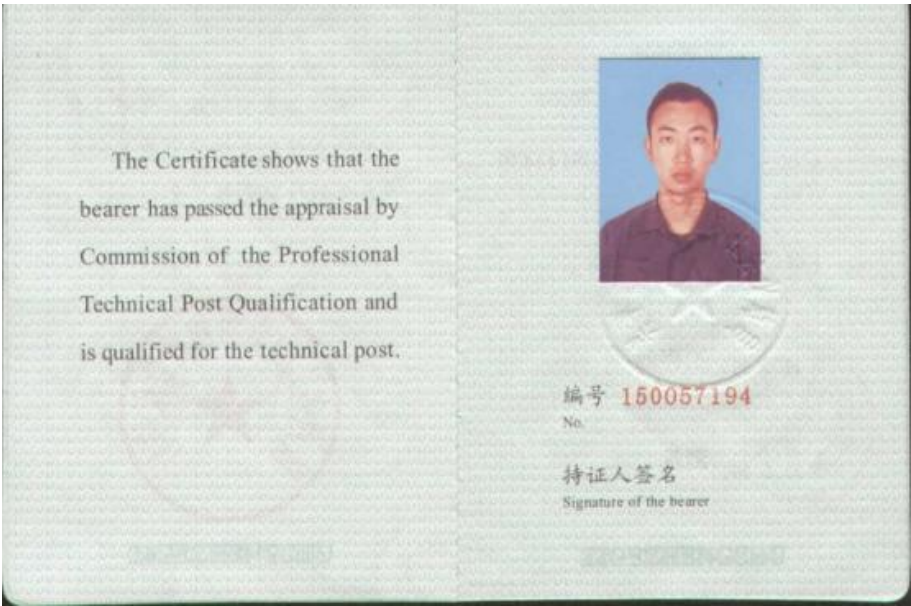 The Certificate shows that the
bearer has passed the appraisal by
Commission of the Professional
Technical Post Qualification and
is qualified for the technical post.
编号 150057194
No.
持证人签名
Signature of the bearer